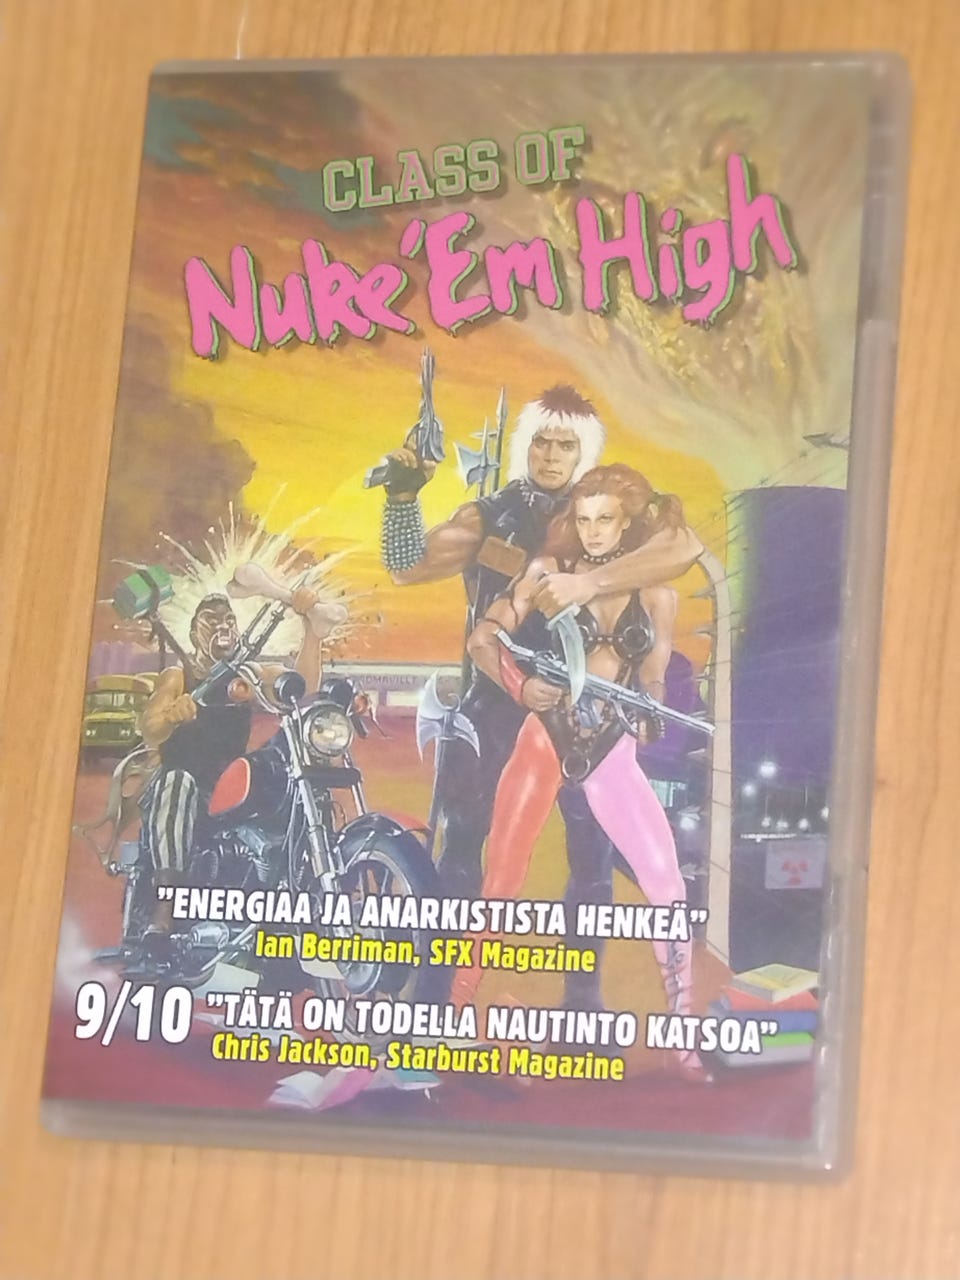 CLASS OF
Nuke 'Em High
"ENERGIAA JA ANARKISTISTA HENKEÄ"
Ian Berriman, SFX Magazine
9/10 "TÄTÄ ON TODELLA NAUTINTO KATSOA"
Chris Jackson, Starburst Magazine